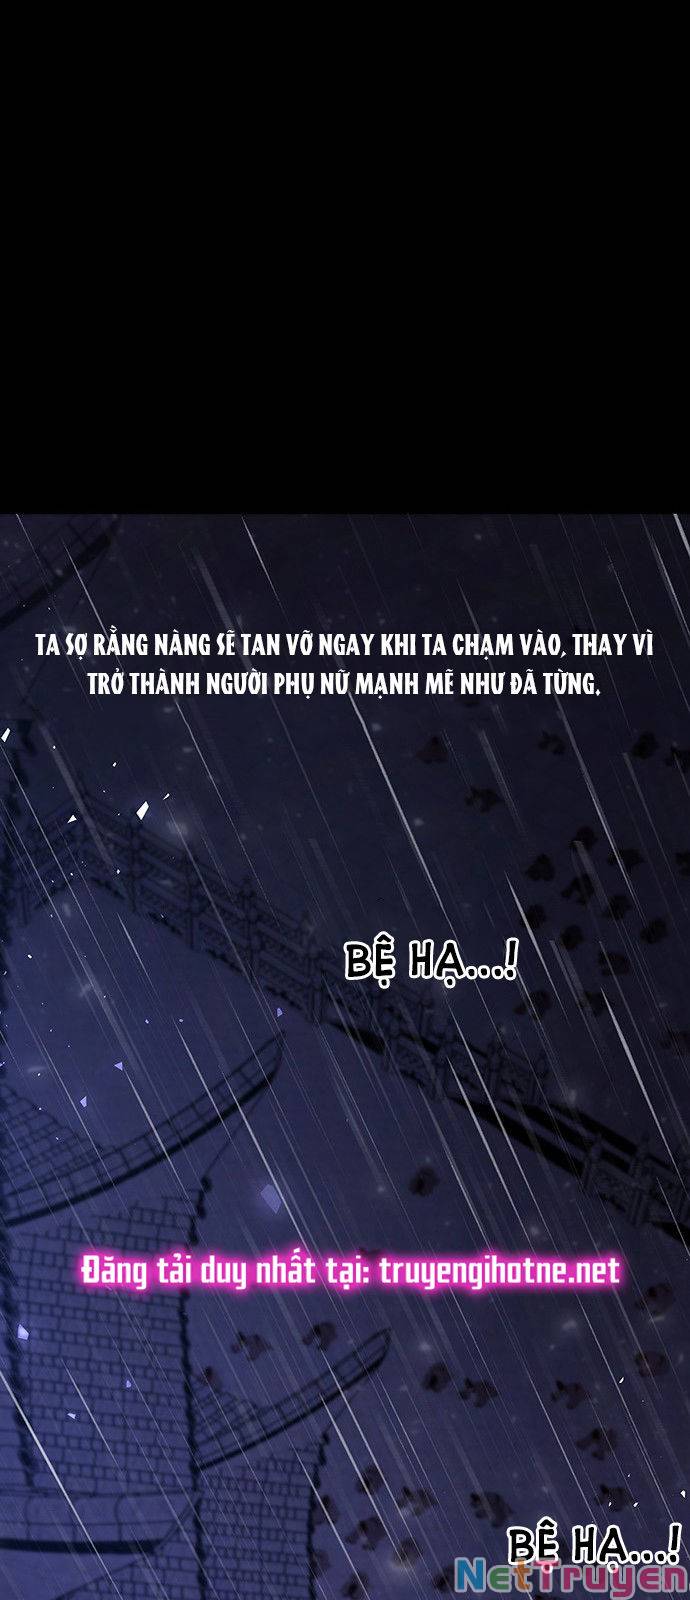 TA SỢ RẰNG NÀNG SẼ TAN VỠ NGAY KHI TA CHẠM VÀO, THAY VÌ
TRỞ THÀNH NGƯỜI PHỤ NỮ MẠNH MẼ NHƯ ĐÃ TỪNG.
BỆ HẠ...!
Đăng tải duy nhất tại: truyengihotne.net
BỆ HẠ...!
NetTruyen